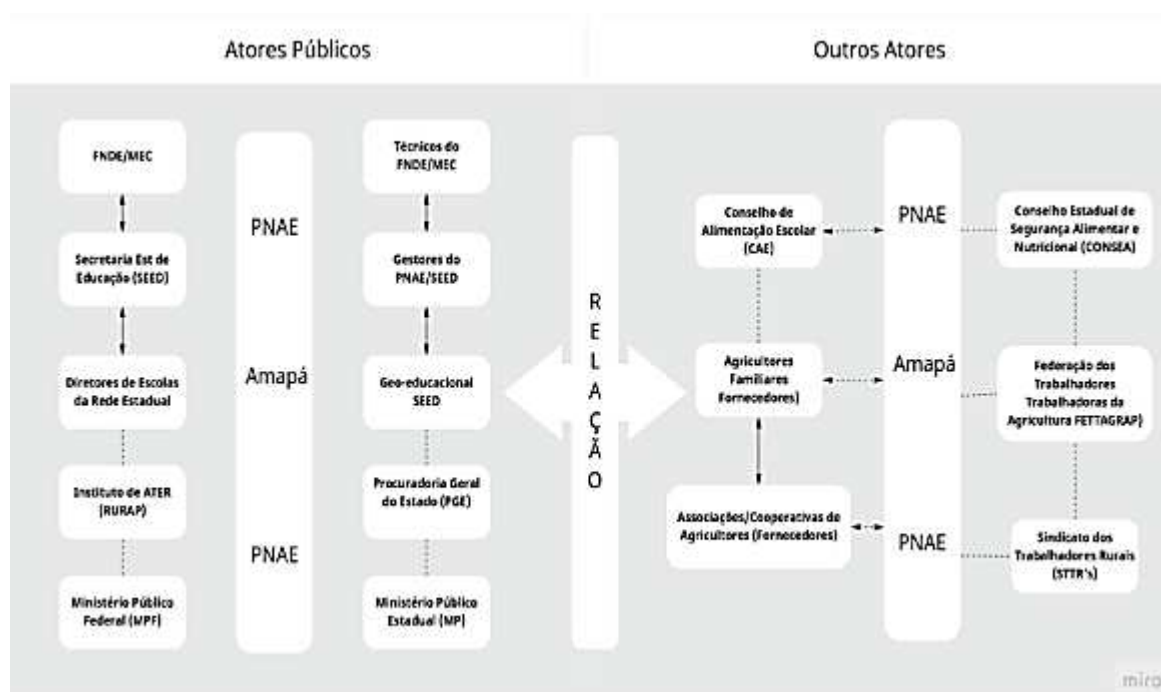 Atores Públicos
Outros Atores
FNDE/MEC
Secretaria Est de
Educação (SEED)
Diretores de Escolas
da Rede Estadual
Instituto de ATER
(RURAP)
Ministério Público
Federal (MPF)
PNAE
Amapá
PNAE
Técnicos do
FNDE/MEC
Gestores do
PNAE/SEED
Geo-educacional
SEED
Procuradoria Geral
do Estado (PGE)
Ministério Público
Estadual (MP)
R
E
L
A
Ç
Ã
O
Conselho de
Alimentação Escolar
(CAE)
Agricultores
Familiares
Fornecedores)
Associações/Cooperativas de
Agricultores (Fornecedores)
PNAE
Amapá
PNAE
Conselho Estadual de
Segurança Alimentar e
Nutricional (CONSEA)
Federação dos
Trabalhadores
Trabalhadoras da
Agricultura FETTAGRAP)
Sindicato dos
Trabalhadores Rurais
(STTR's)
miro